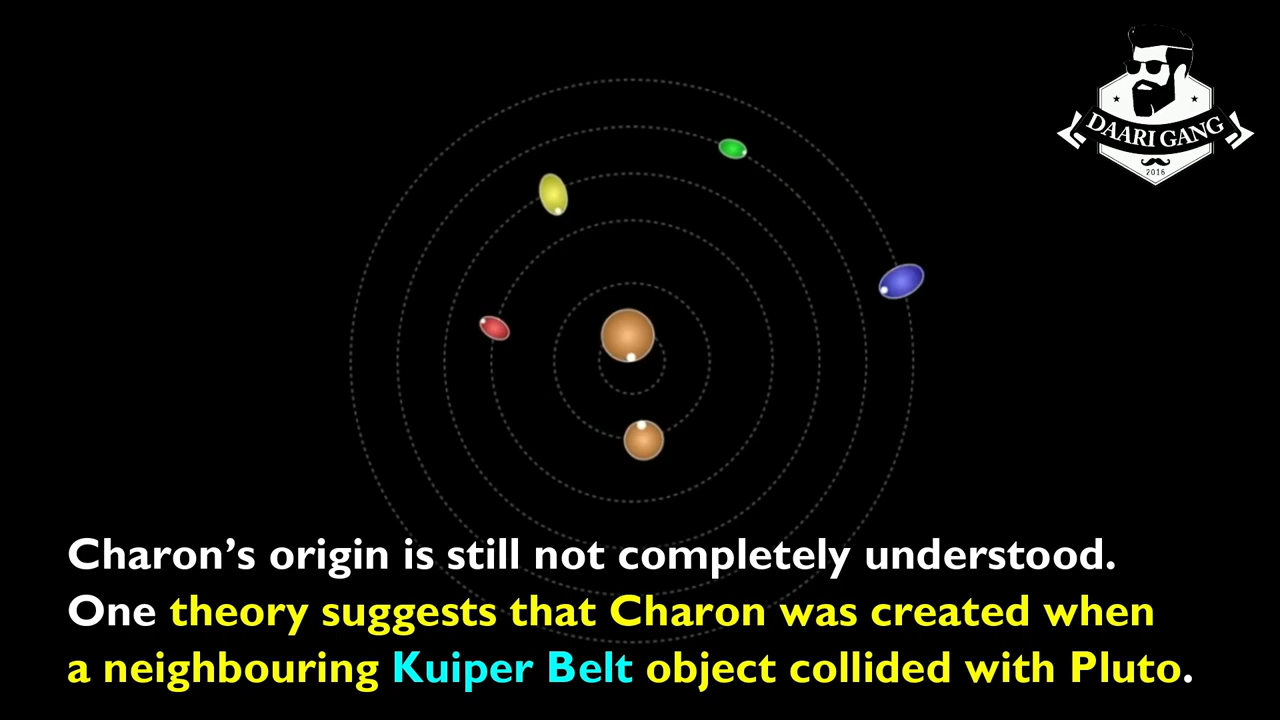 DAARI GANG
2016
Charon’s origin is still not completely understood.
One theory suggests that Charon was created when
a neighbouring Kuiper Belt object collided with Pluto.